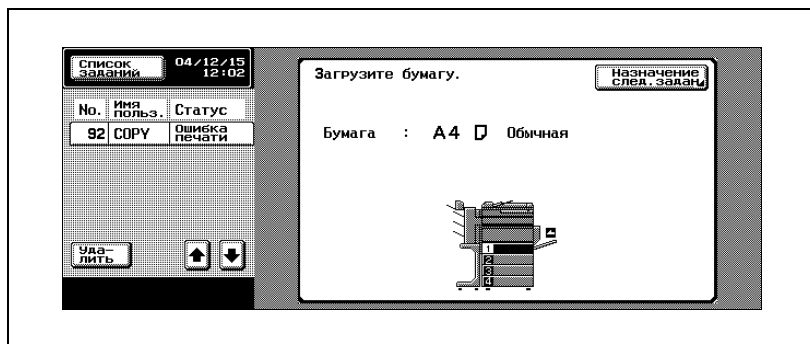 Список
заданий
04/12/15
12:02
No. Имя
польз. Статус
92 COPY Ошибка
печати
Уда-
лить
Загрузите бумагу.
Назначение
след.задан.
Бумага : A4 Обычная
1
2
3
4